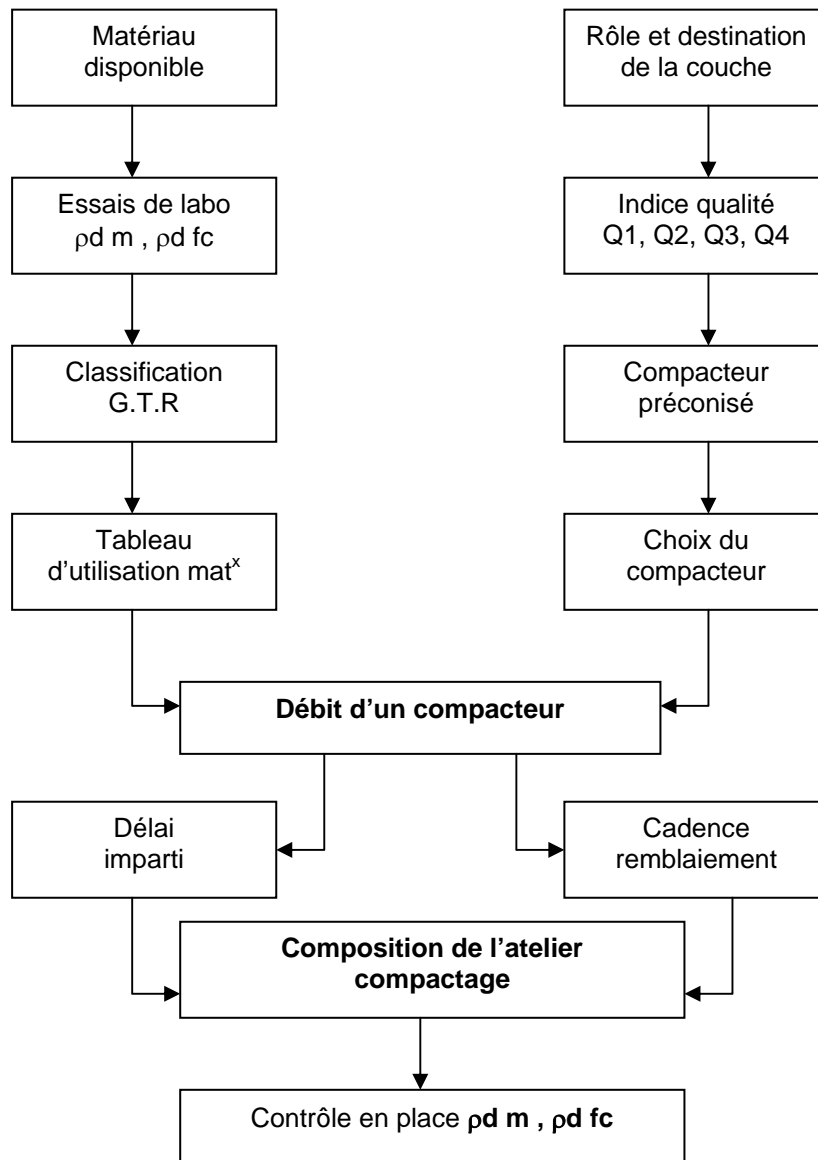 Matériau
disponible
Rôle et destination
de la couche
Essais de labo
ρd m , ρd fc
Indice qualité
Q1, Q2, Q3, Q4
Classification
G.T.R
Compacteur
préconisé
Tableau
d'utilisation matˣ
Choix du
compacteur
Débit d'un compacteur
Délai
imparti
Cadence
remblaiement
Composition de l'atelier
compactage
Contrôle en place ρd m , ρd fc